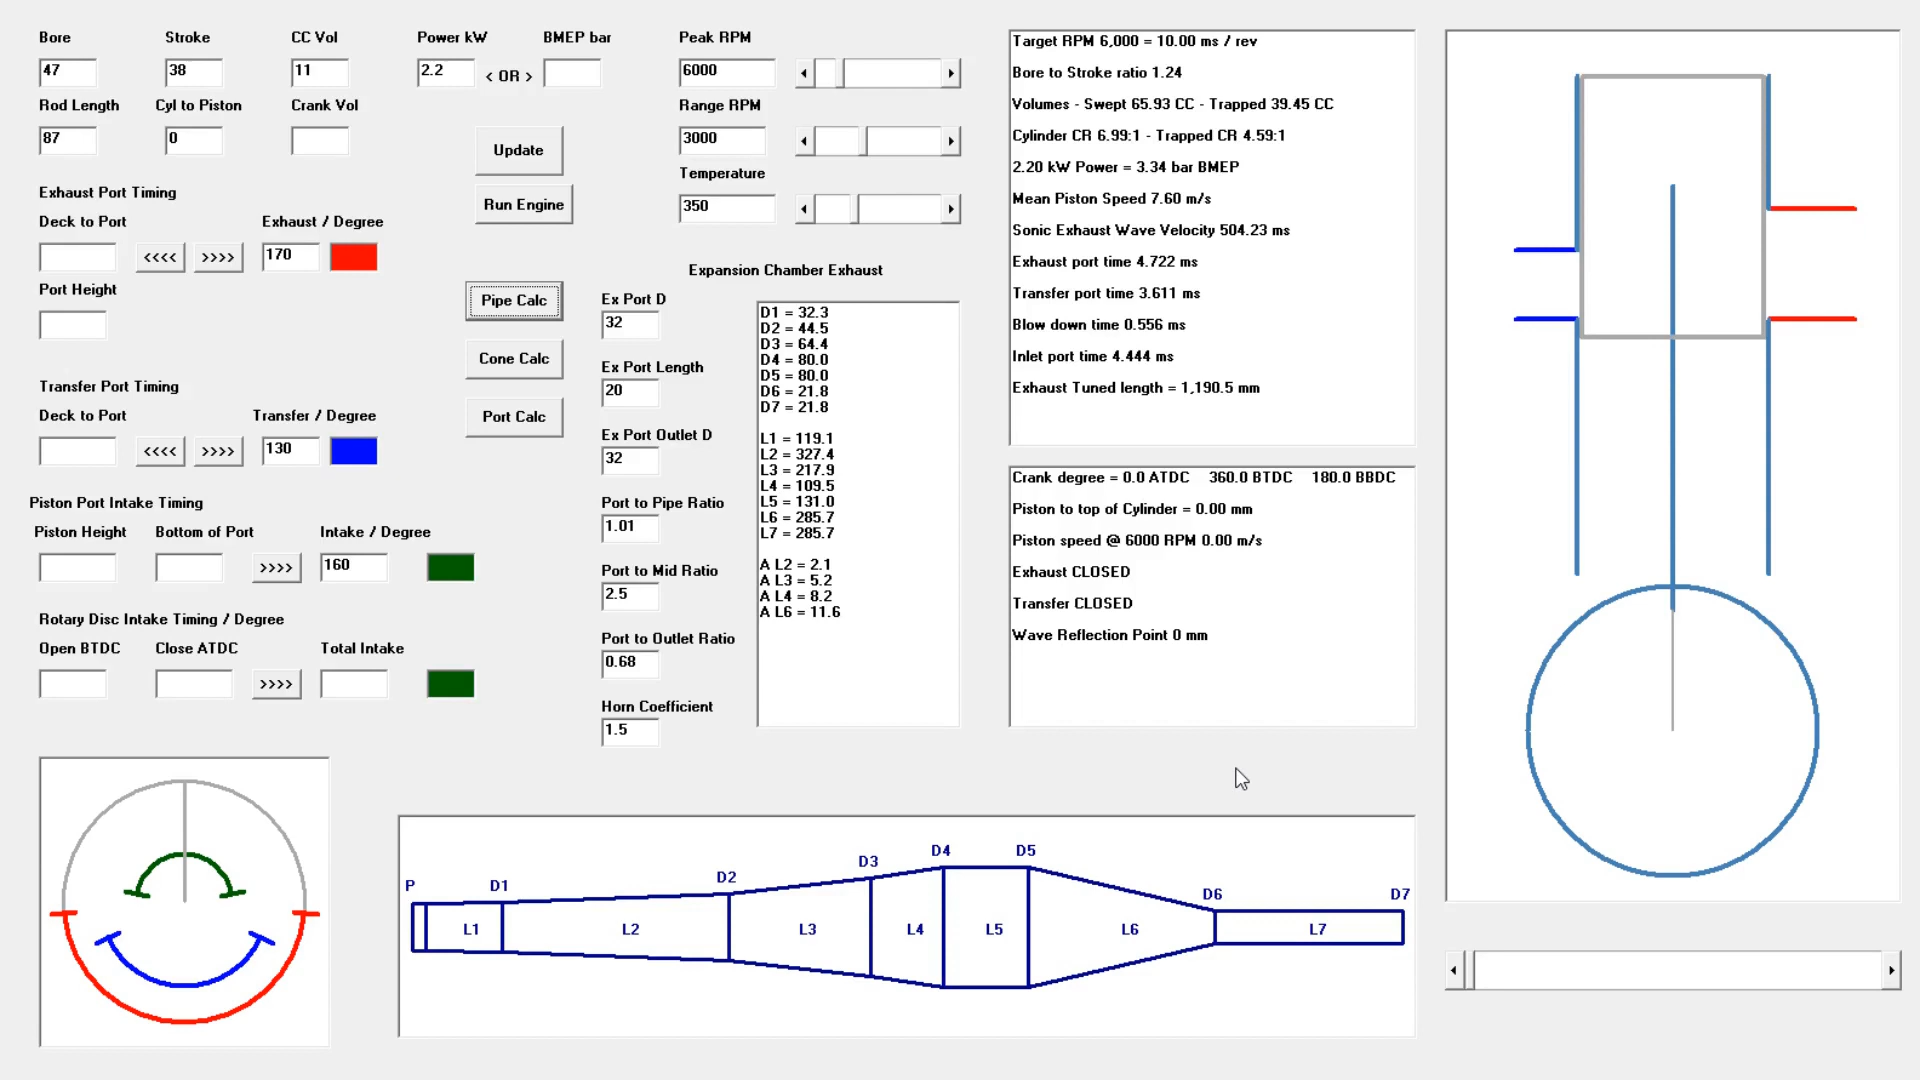 Bore Stroke CC Vol Power kW BMEP bar Peak RPM
47 38 11 2.2 < OR > 6000
Rod Length Cyl to Piston Crank Vol Range RPM
87 0 3000
Update
Temperature
350
Run Engine
Exhaust Port Timing
Deck to Port Exhaust / Degree
<<<< >>>> 170
Port Height
Transfer Port Timing
Deck to Port Transfer / Degree
<<<< >>>> 130
Piston Port Intake Timing
Piston Height Bottom of Port Intake / Degree
>>>> 160
Rotary Disc Intake Timing / Degree
Open BTDC Close ATDC Total Intake
>>>>
Pipe Calc
Cone Calc
Port Calc
Expansion Chamber Exhaust
Ex Port D
32
Ex Port Length
20
Ex Port Outlet D
32
Port to Pipe Ratio
1.01
Port to Mid Ratio
2.5
Port to Outlet Ratio
0.68
Horn Coefficient
1.5
D1 = 32.3
D2 = 44.5
D3 = 64.4
D4 = 80.0
D5 = 80.0
D6 = 21.8
D7 = 21.8
L1 = 119.1
L2 = 327.4
L3 = 217.9
L4 = 109.5
L5 = 131.0
L6 = 285.7
L7 = 285.7
A L2 = 2.1
A L3 = 5.2
A L4 = 8.2
A L6 = 11.6
Target RPM 6,000 = 10.00 ms / rev
Bore to Stroke ratio 1.24
Volumes - Swept 65.93 CC - Trapped 39.45 CC
Cylinder CR 6.99:1 - Trapped CR 4.59:1
2.20 kW Power = 3.34 bar BMEP
Mean Piston Speed 7.60 m/s
Sonic Exhaust Wave Velocity 504.23 ms
Exhaust port time 4.722 ms
Transfer port time 3.611 ms
Blow down time 0.556 ms
Inlet port time 4.444 ms
Exhaust Tuned length = 1,190.5 mm
Crank degree = 0.0 ATDC 360.0 BTDC 180.0 BBDC
Piston to top of Cylinder = 0.00 mm
Piston speed @ 6000 RPM 0.00 m/s
Exhaust CLOSED
Transfer CLOSED
Wave Reflection Point 0 mm
P D1 D2 D3 D4 D5 D6 D7
L1 L2 L3 L4 L5 L6 L7